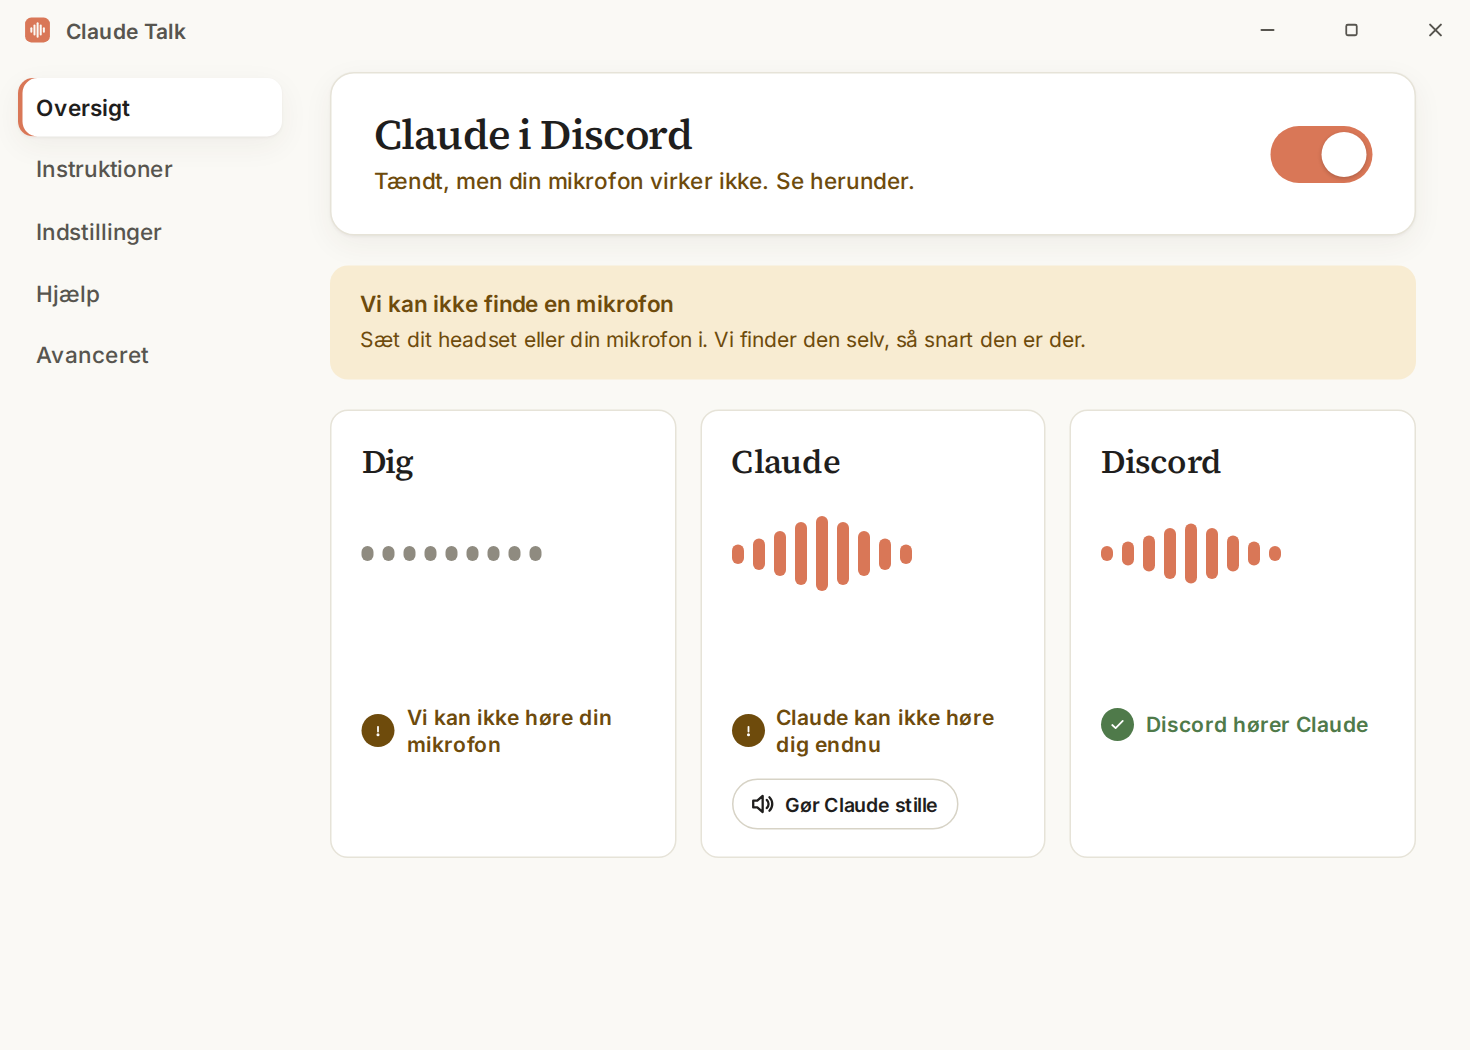 Claude Talk
Oversigt
Instruktioner
Indstillinger
Hjælp
Avanceret
Claude i Discord
Tændt, men din mikrofon virker ikke. Se herunder.
Vi kan ikke finde en mikrofon
Sæt dit headset eller din mikrofon i. Vi finder den selv, så snart den er der.
Dig
Vi kan ikke høre din
mikrofon
Claude
Claude kan ikke høre
dig endnu
Gør Claude stille
Discord
Discord hører Claude